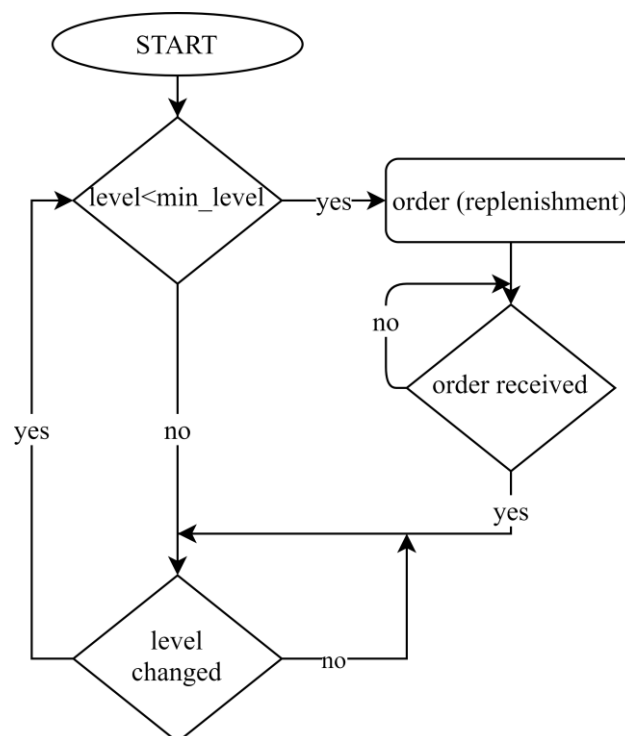 START
level<min_level
yes
order (replenishment)
no
order received
yes
no
yes
level
changed
no